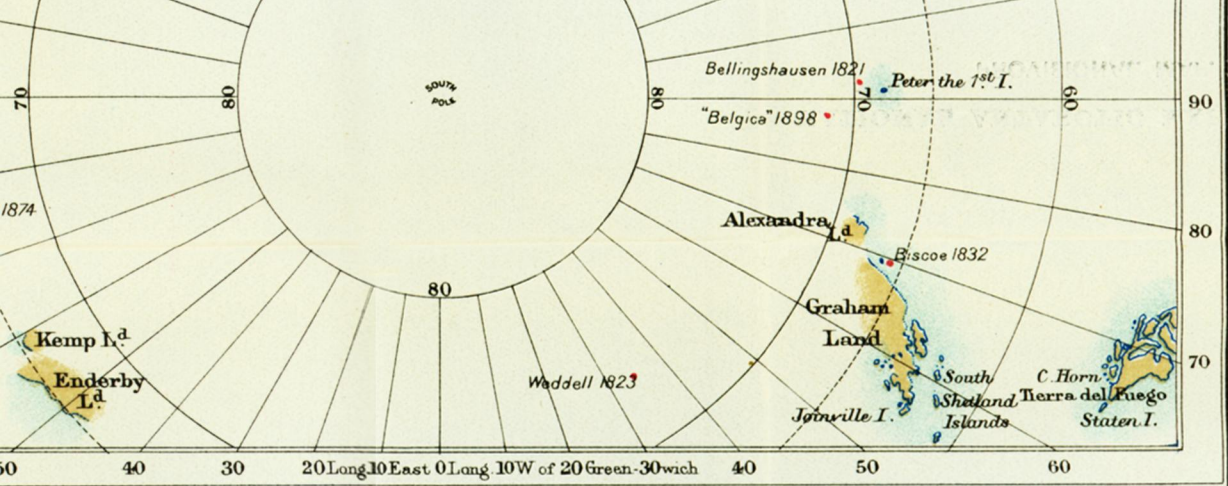 SOUTH
POLE
70
80
80
70
60
90
Bellingshausen 1821
Peter the 1st I.
"Belgica" 1898
1874
Alexandra
Ld
80
Biscoe 1832
80
Graham
Land
Kemp Ld.
Enderby
Ld
Weddell 1823
70
South
Shetland
Islands
C. Horn
Tierra del Fuego
Staten I.
Joinville I.
40
30
20 Long. 10 East 0 Long. 10 W of 20 Green- 30 wich
40
50
60